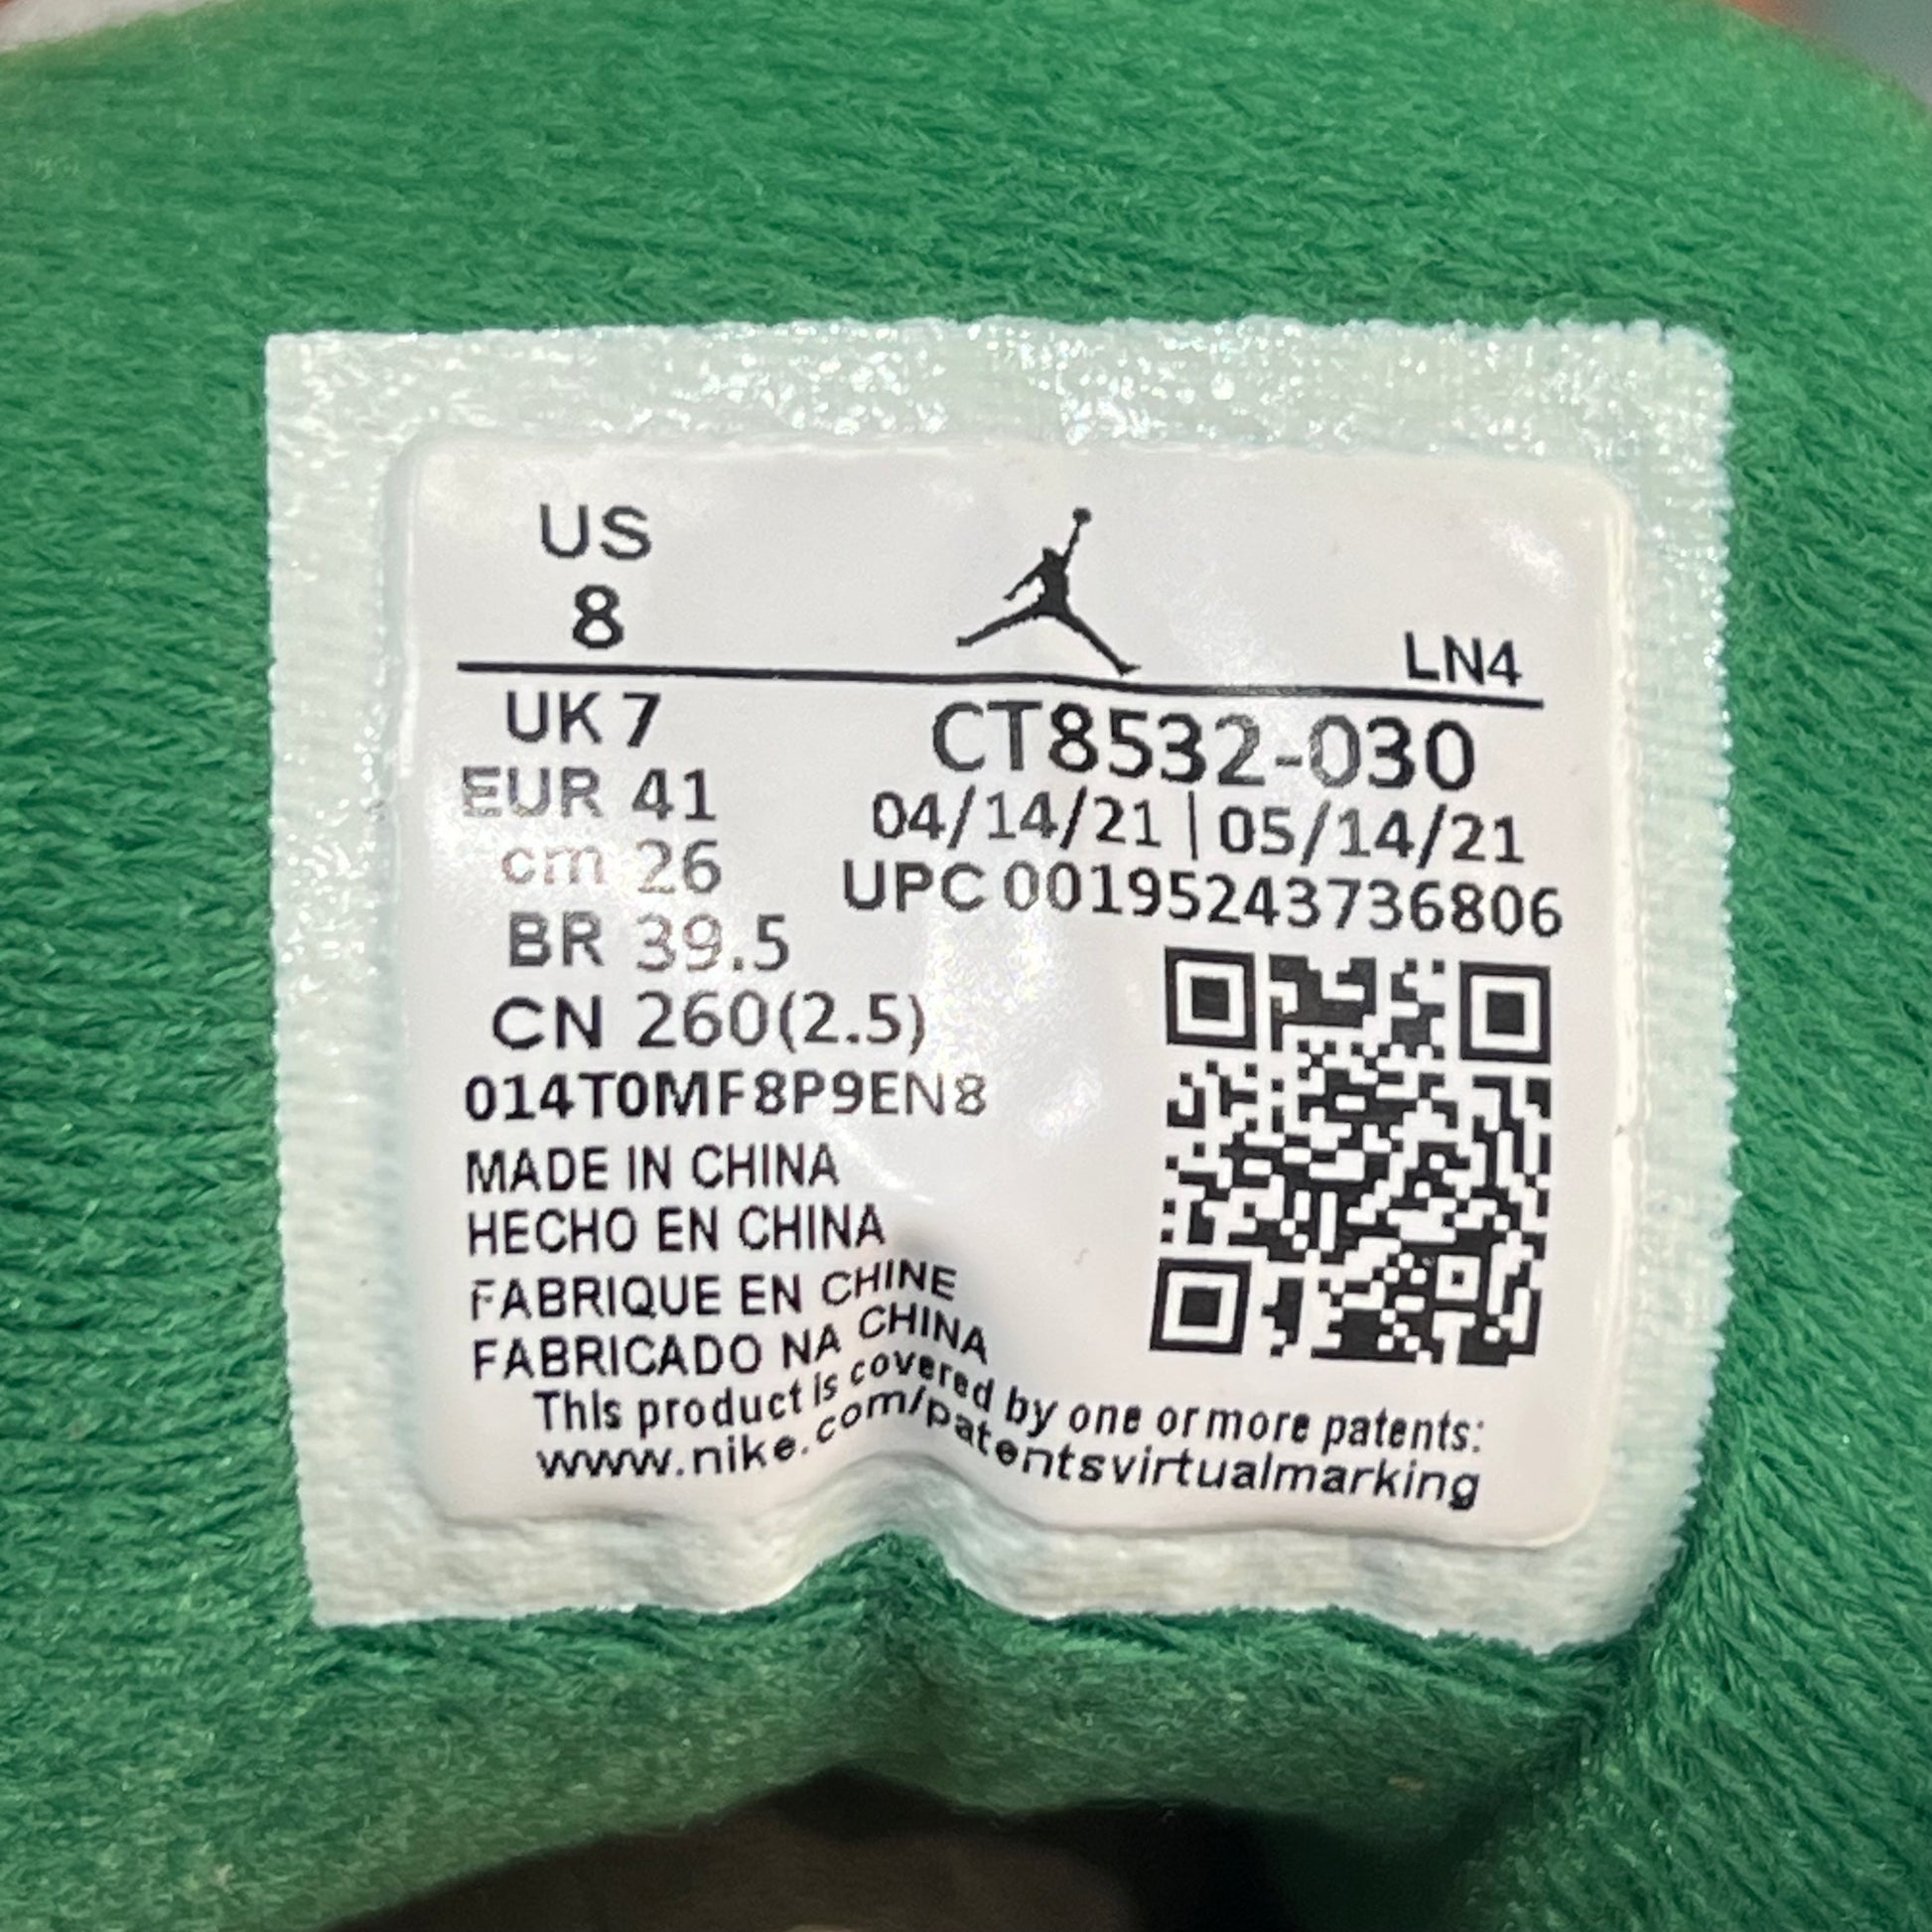 US
8
LN4
UK 7
EUR 41
cm 26
BR 39.5
CN 260(2.5)
CT8532-030
04/14/21 | 05/14/21
UPC 00195243736806
014T0MF8P9EN8
MADE IN CHINA
HECHO EN CHINA
FABRIQUE EN CHINE
FABRICADO NA CHINA
This product is covered by one or more patents:
www.nike.com/patentsvirtualmarking